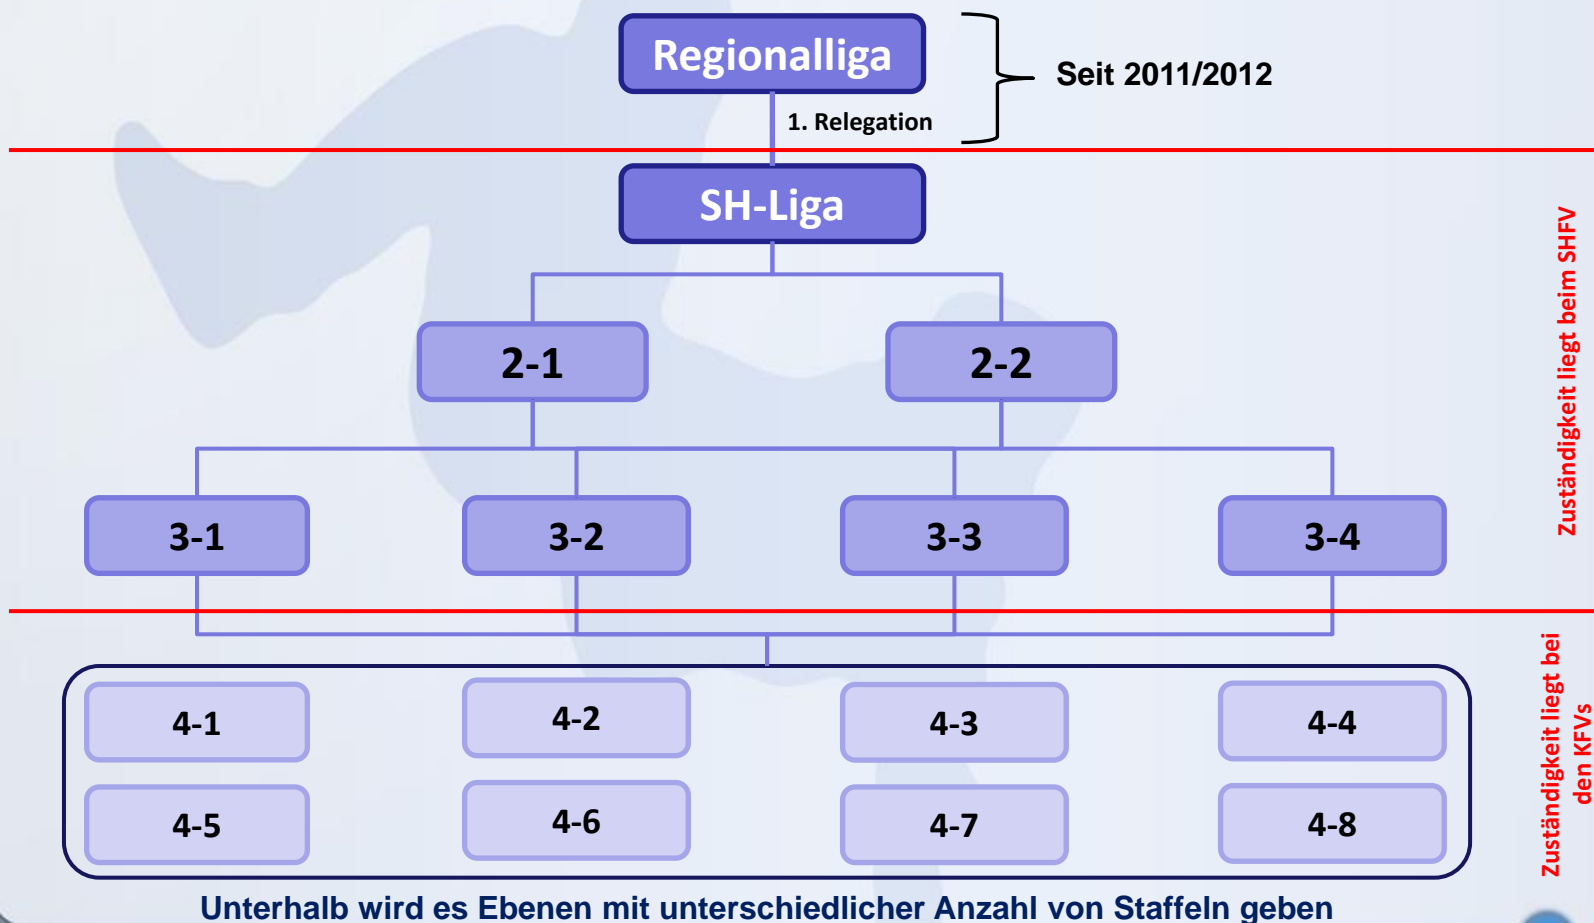 Regionalliga
Seit 2011/2012
1. Relegation
SH-Liga
Zuständigkeit liegt beim SHFV
2-1
2-2
3-1
3-2
3-3
3-4
Zuständigkeit liegt bei
den KFVs
4-1
4-2
4-3
4-4
4-5
4-6
4-7
4-8
Unterhalb wird es Ebenen mit unterschiedlicher Anzahl von Staffeln geben